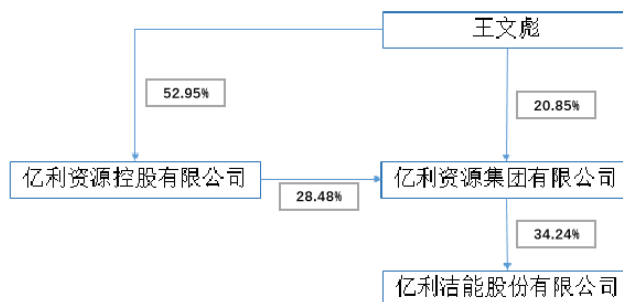 王文彪
52.95%
20.85%
亿利资源控股有限公司
28.48%
亿利资源集团有限公司
34.24%
亿利洁能股份有限公司